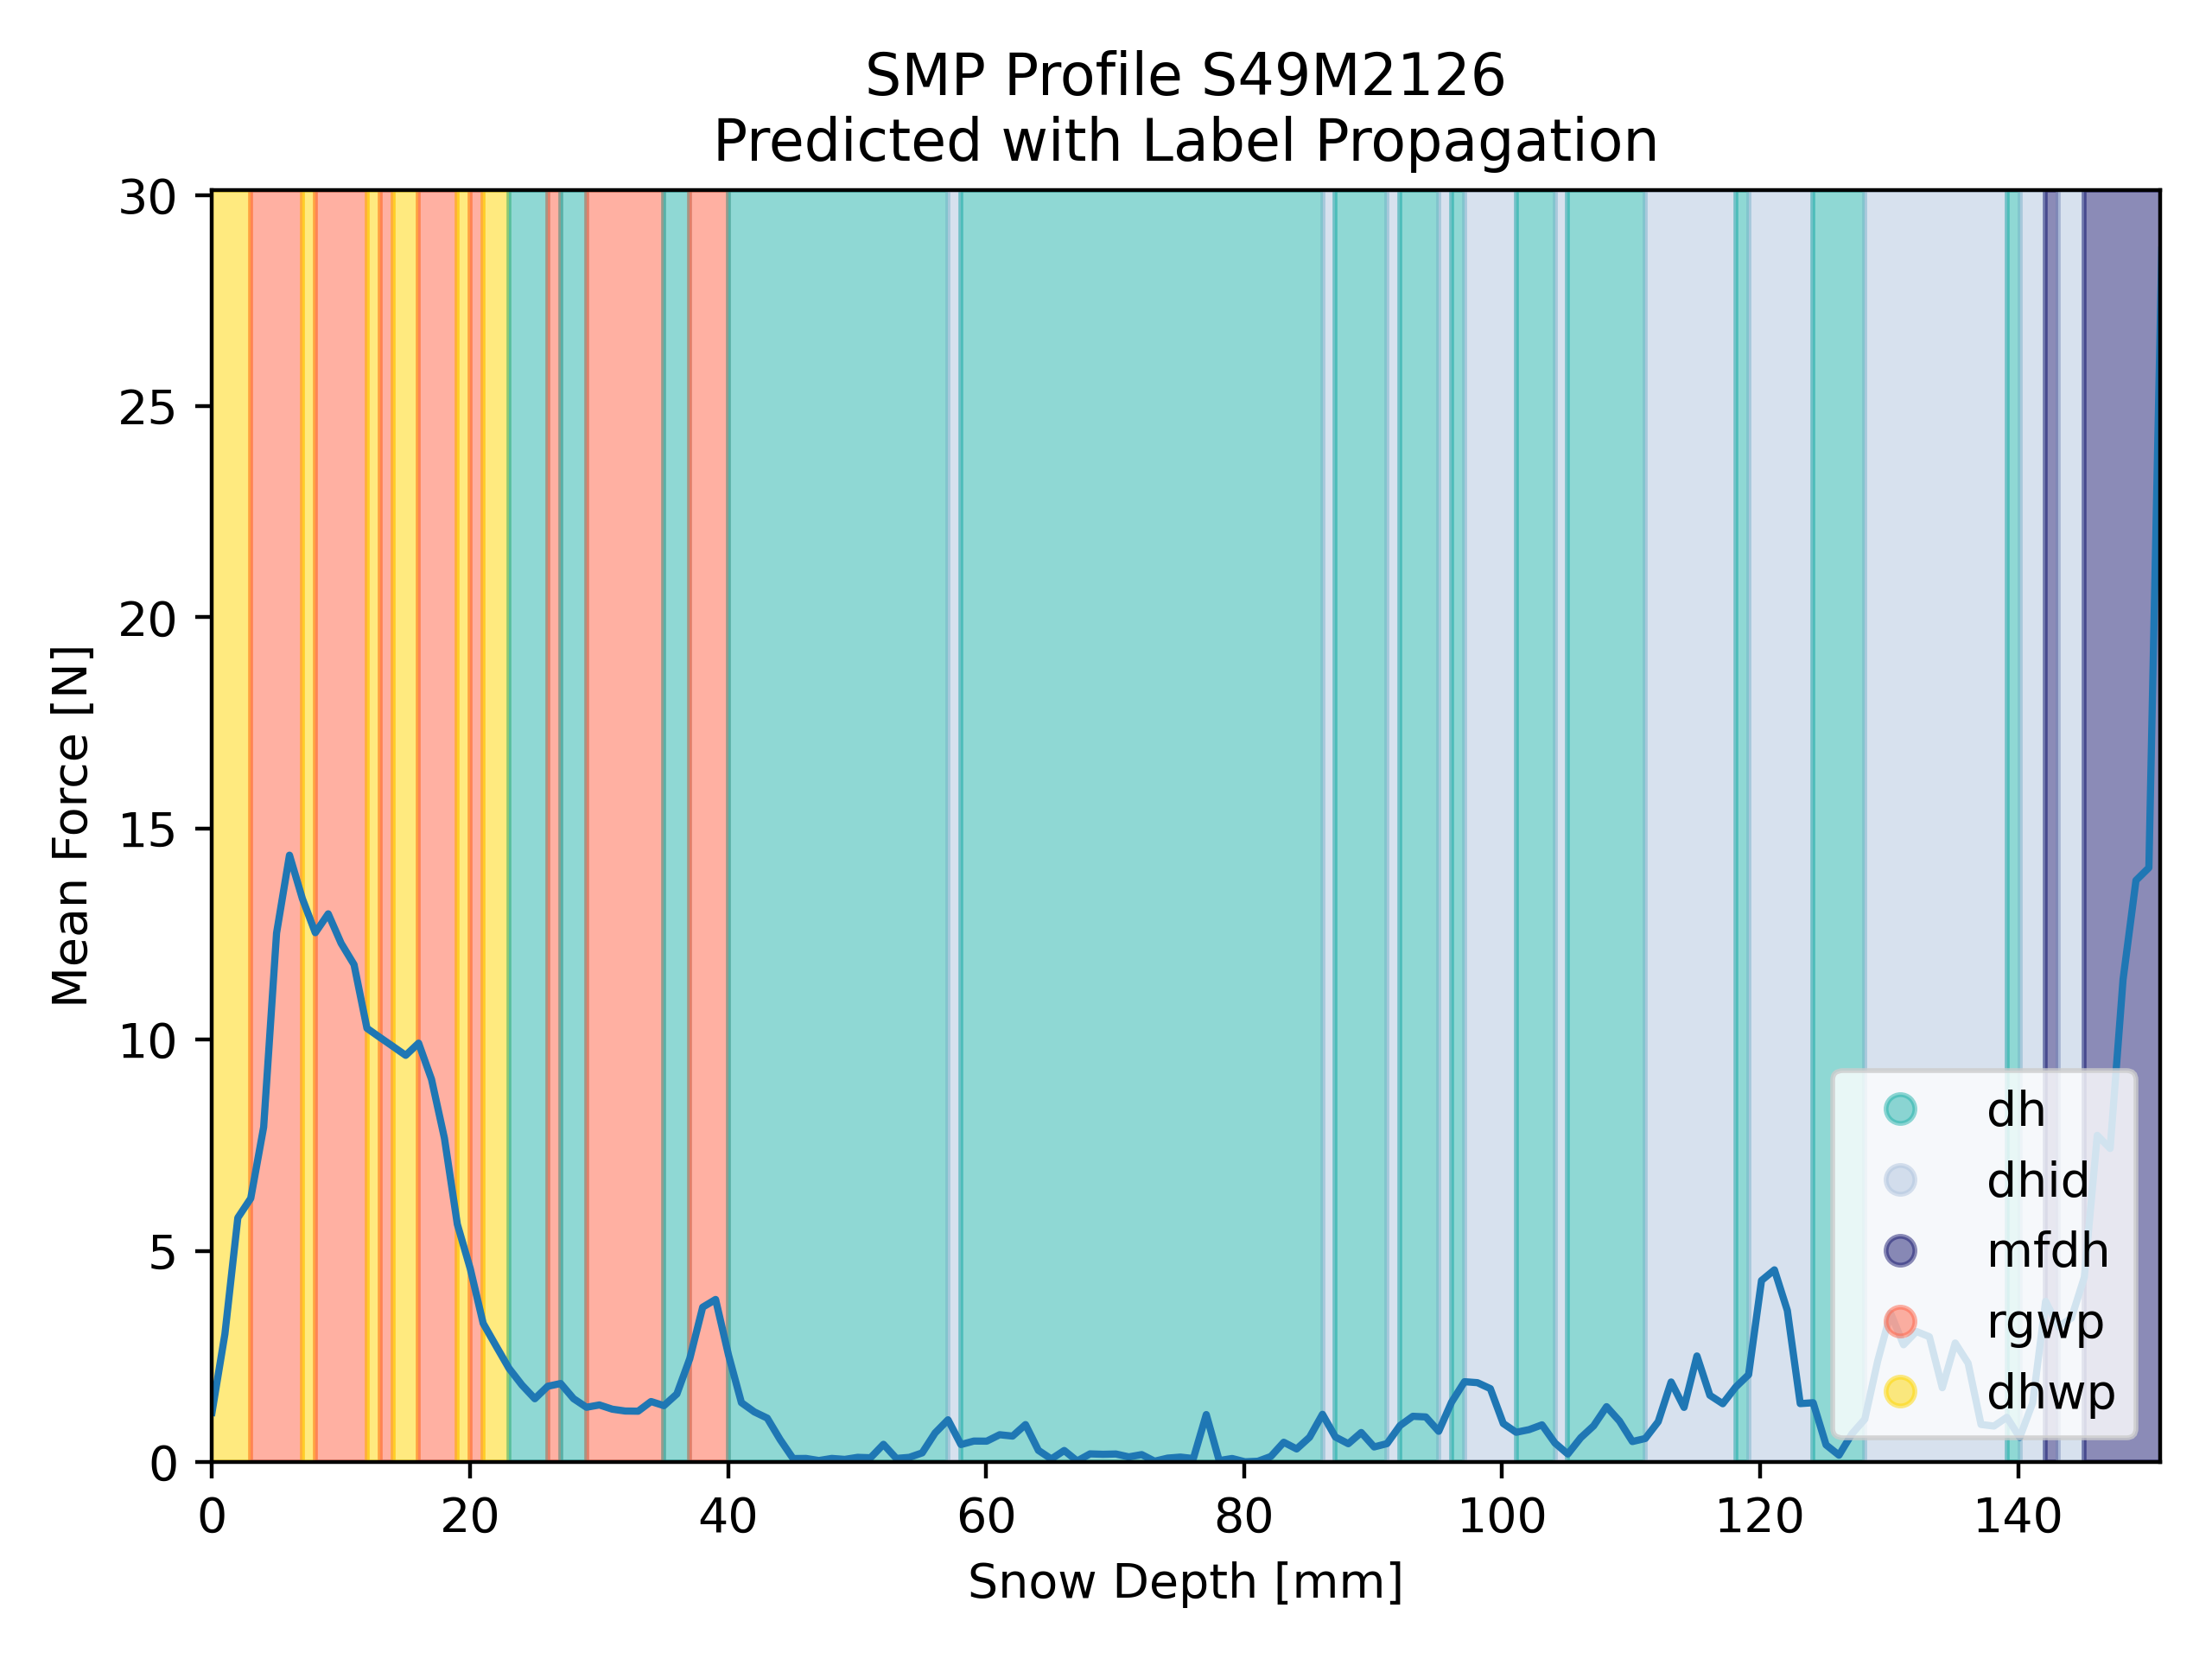 SMP Profile S49M2126
Predicted with Label Propagation
30
25
20
15
10
5
0
Mean Force [N]
0 20 40 60 80 100 120 140
Snow Depth [mm]
dh
dhid
mfdh
rgwp
dhwp